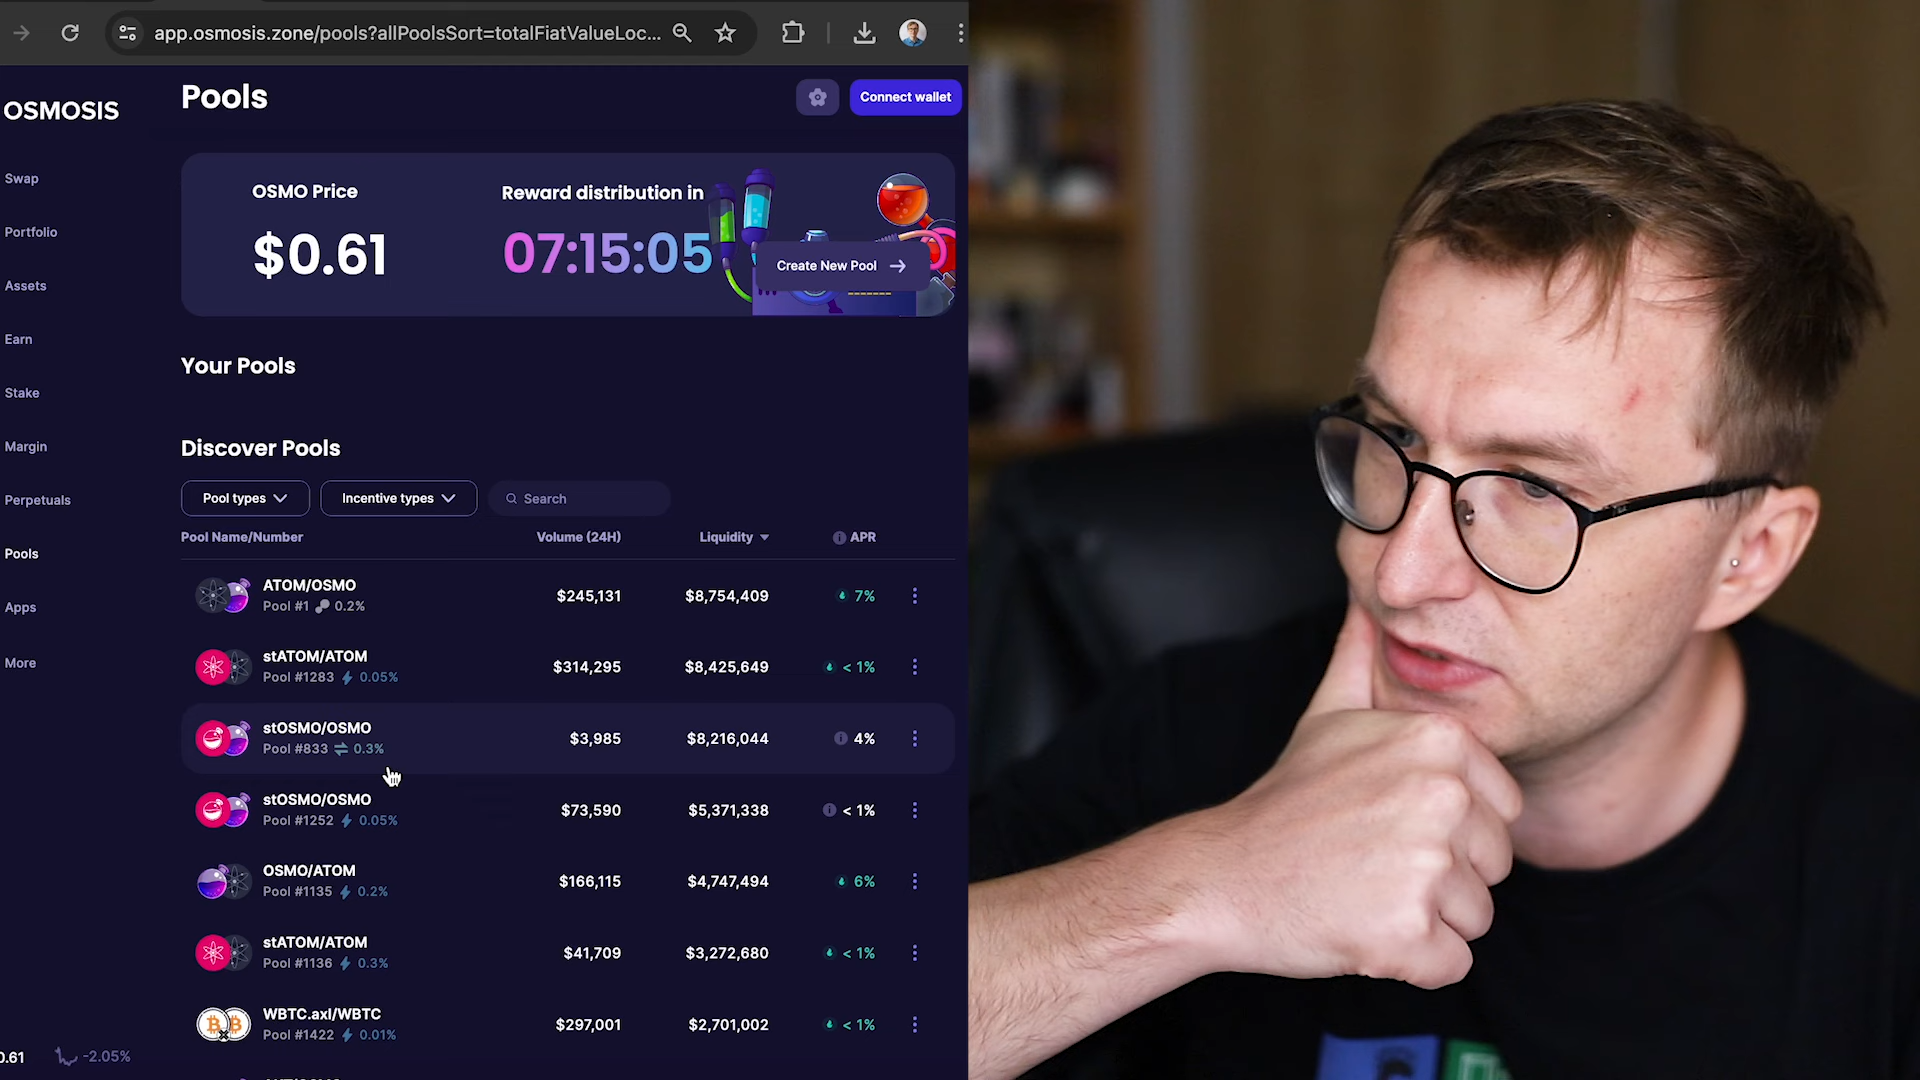 app.osmosis.zone/pools?allPoolsSort=totalFiatValueLoc...
OSMOSIS
Pools
Connect wallet
Swap
Portfolio
Assets
Earn
Stake
Margin
Perpetuals
Pools
Apps
More
OSMO Price
$0.61
Reward distribution in
07:15:05
Create New Pool
Your Pools
Discover Pools
Pool types
Incentive types
Search
Pool Name/Number Volume (24H) Liquidity APR
ATOM/OSMO
Pool #1 0.2%
$245,131 $8,754,409 7%
stATOM/ATOM
Pool #1283 0.05%
$314,295 $8,425,649 < 1%
stOSMO/OSMO
Pool #833 0.3%
$3,985 $8,216,044 4%
stOSMO/OSMO
Pool #1252 0.05%
$73,590 $5,371,338 < 1%
OSMO/ATOM
Pool #1135 0.2%
$166,115 $4,747,494 6%
stATOM/ATOM
Pool #1136 0.3%
$41,709 $3,272,680 < 1%
WBTC.axl/WBTC
Pool #1422 0.01%
$297,001 $2,701,002 < 1%
0.61 -2.05%